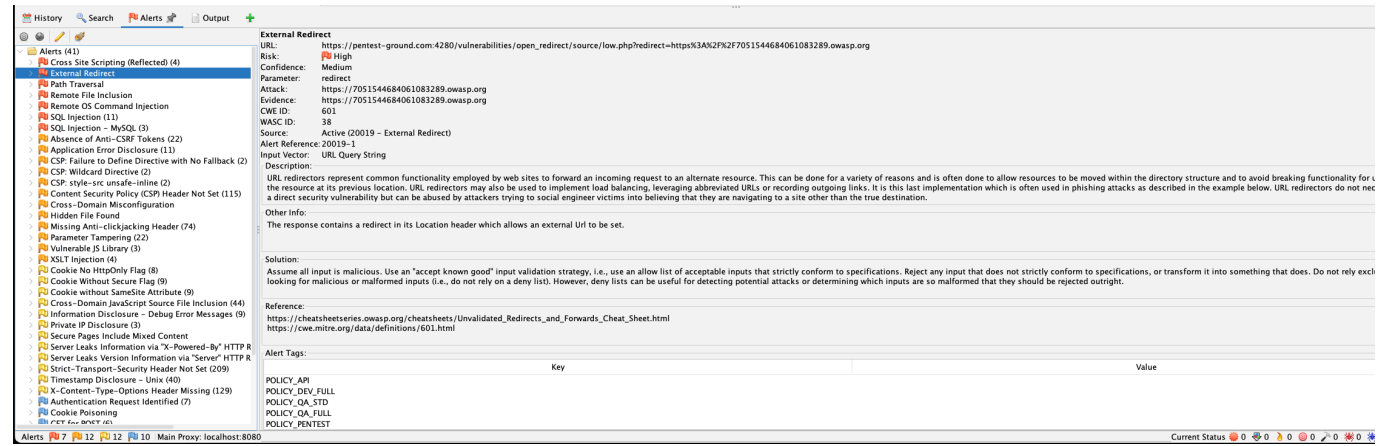 History Search Alerts Output
Alerts (41)
Cross Site Scripting (Reflected) (4)
External Redirect
Path Traversal
Remote File Inclusion
Remote OS Command Injection
SQL Injection (11)
SQL Injection - MySQL (3)
Absence of Anti-CSRF Tokens (22)
Application Error Disclosure (11)
CSP: Failure to Define Directive with No Fallback (2)
CSP: Wildcard Directive (2)
CSP: style-src unsafe-inline (2)
Content Security Policy (CSP) Header Not Set (115)
Cross-Domain Misconfiguration
Hidden File Found
Missing Anti-clickjacking Header (74)
Parameter Tampering (22)
Vulnerable JS Library (3)
XSLT Injection (4)
Cookie No HttpOnly Flag (8)
Cookie Without Secure Flag (9)
Cookie without SameSite Attribute (9)
Cross-Domain JavaScript Source File Inclusion (44)
Information Disclosure - Debug Error Messages (9)
Private IP Disclosure (3)
Secure Pages Include Mixed Content
Server Leaks Information via "X-Powered-By" HTTP R
Server Leaks Version Information via "Server" HTTP R
Strict-Transport-Security Header Not Set (209)
Timestamp Disclosure - Unix (40)
X-Content-Type-Options Header Missing (129)
Authentication Request Identified (7)
Cookie Poisoning
GET for POST (6)
External Redirect
URL: https://pentest-ground.com:4280/vulnerabilities/open_redirect/source/low.php?redirect=https%3A%2F%2F7051544684061083289.owasp.org
Risk: High
Confidence: Medium
Parameter: redirect
Attack: https://7051544684061083289.owasp.org
Evidence: https://7051544684061083289.owasp.org
CWE ID: 601
WASC ID: 38
Source: Active (20019 - External Redirect)
Alert Reference: 20019-1
Input Vector: URL Query String
Description:
URL redirectors represent common functionality employed by web sites to forward an incoming request to an alternate resource. This can be done for a variety of reasons and is often done to allow resources to be moved within the directory structure and to avoid breaking functionality for u
the resource at its previous location. URL redirectors may also be used to implement load balancing, leveraging abbreviated URLs or recording outgoing links. It is this last implementation which is often used in phishing attacks as described in the example below. URL redirectors do not nec
a direct security vulnerability but can be abused by attackers trying to social engineer victims into believing that they are navigating to a site other than the true destination.
Other Info:
The response contains a redirect in its Location header which allows an external Url to be set.
Solution:
Assume all input is malicious. Use an "accept known good" input validation strategy, i.e., use an allow list of acceptable inputs that strictly conform to specifications. Reject any input that does not strictly conform to specifications, or transform it into something that does. Do not rely exclu
looking for malicious or malformed inputs (i.e., do not rely on a deny list). However, deny lists can be useful for detecting potential attacks or determining which inputs are so malformed that they should be rejected outright.
Reference:
https://cheatsheetseries.owasp.org/cheatsheets/Unvalidated_Redirects_and_Forwards_Cheat_Sheet.html
https://cwe.mitre.org/data/definitions/601.html
Alert Tags:
Key Value
POLICY_API
POLICY_DEV_FULL
POLICY_QA_STD
POLICY_QA_FULL
POLICY_PENTEST
Alerts 7 12 12 10 Main Proxy: localhost:8080
Current Status 0 0 0 0 0 0